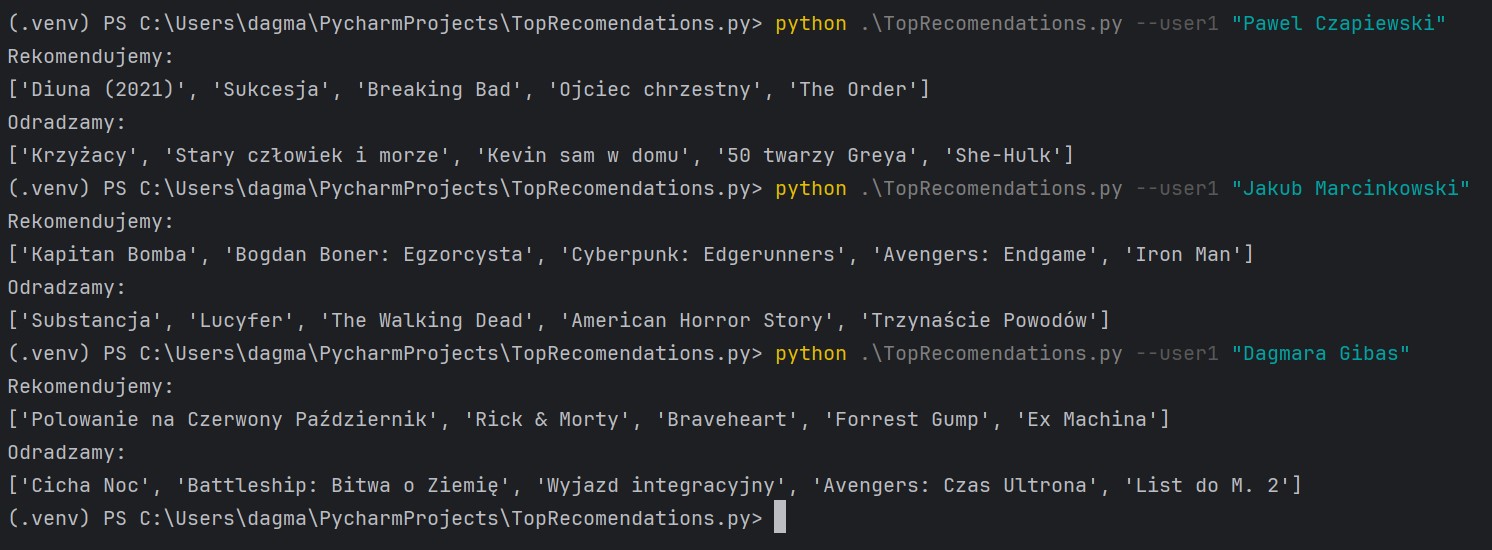 (.venv) PS C:\Users\dagma\PycharmProjects\TopRecomendations.py> python .\TopRecomendations.py --user1 "Pawel Czapiewski"
Rekomendujemy:
['Diuna (2021)', 'Sukcesja', 'Breaking Bad', 'Ojciec chrzestny', 'The Order']
Odradzamy:
['Krzyżacy', 'Stary człowiek i morze', 'Kevin sam w domu', '50 twarzy Greya', 'She-Hulk']
(.venv) PS C:\Users\dagma\PycharmProjects\TopRecomendations.py> python .\TopRecomendations.py --user1 "Jakub Marcinkowski"
Rekomendujemy:
['Kapitan Bomba', 'Bogdan Boner: Egzorcysta', 'Cyberpunk: Edgerunners', 'Avengers: Endgame', 'Iron Man']
Odradzamy:
['Substancja', 'Lucyfer', 'The Walking Dead', 'American Horror Story', 'Trzynaście Powodów']
(.venv) PS C:\Users\dagma\PycharmProjects\TopRecomendations.py> python .\TopRecomendations.py --user1 "Dagmara Gibas"
Rekomendujemy:
['Polowanie na Czerwony Październik', 'Rick & Morty', 'Braveheart', 'Forrest Gump', 'Ex Machina']
Odradzamy:
['Cicha Noc', 'Battleship: Bitwa o Ziemię', 'Wyjazd integracyjny', 'Avengers: Czas Ultrona', 'List do M. 2']
(.venv) PS C:\Users\dagma\PycharmProjects\TopRecomendations.py>